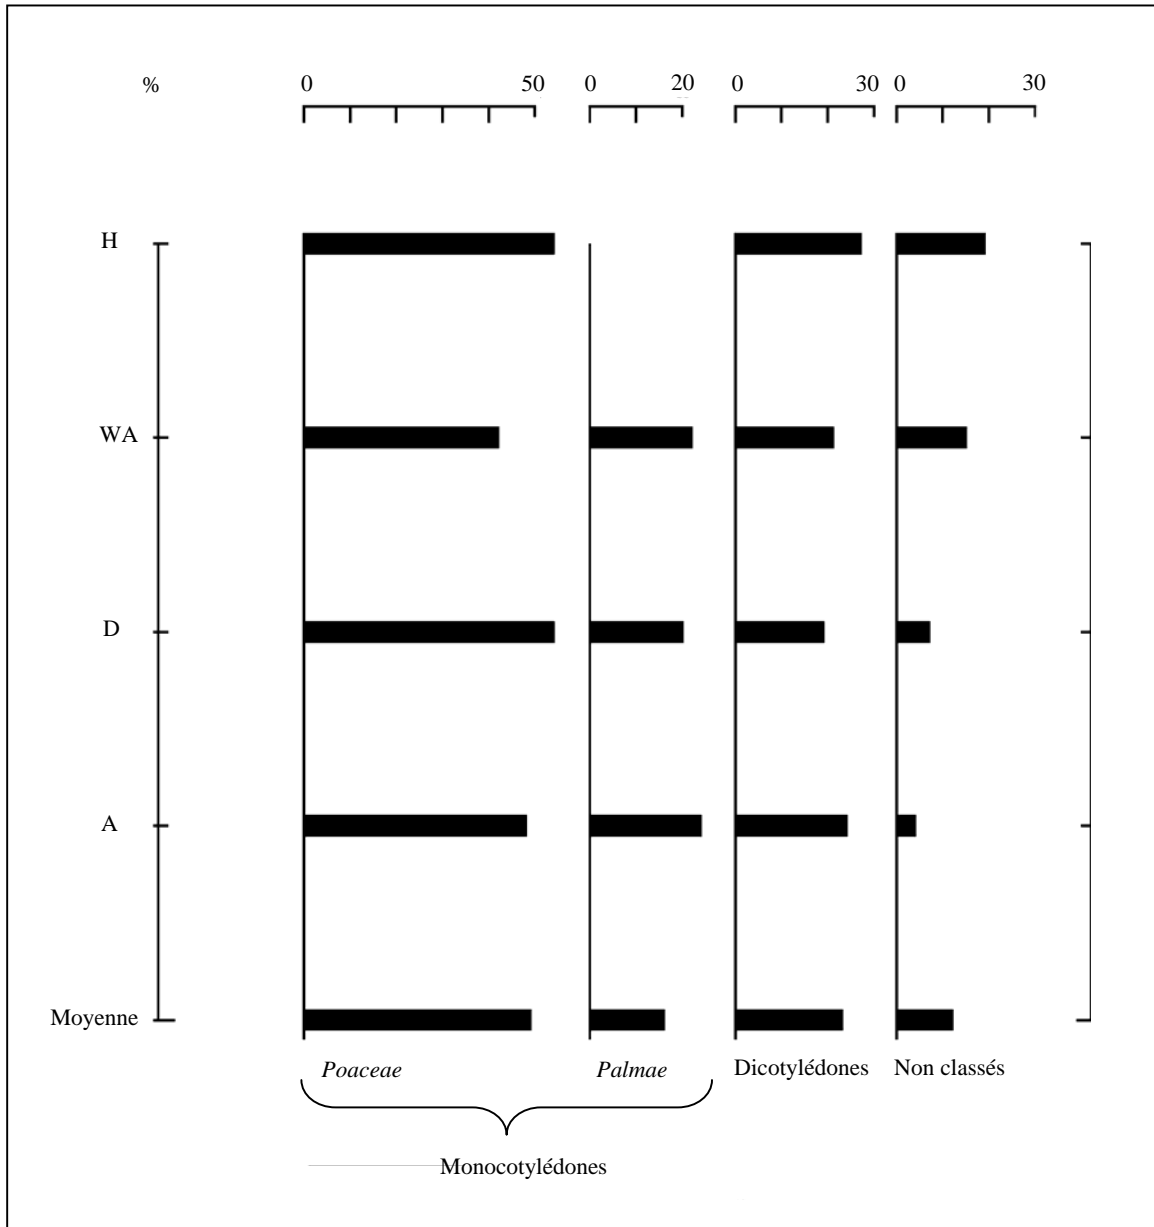 % 0 50 0 20 0 30 0 30
H
WA
D
A
Moyenne
Poaceae Palmae Dicotylédones Non classés
Monocotylédones